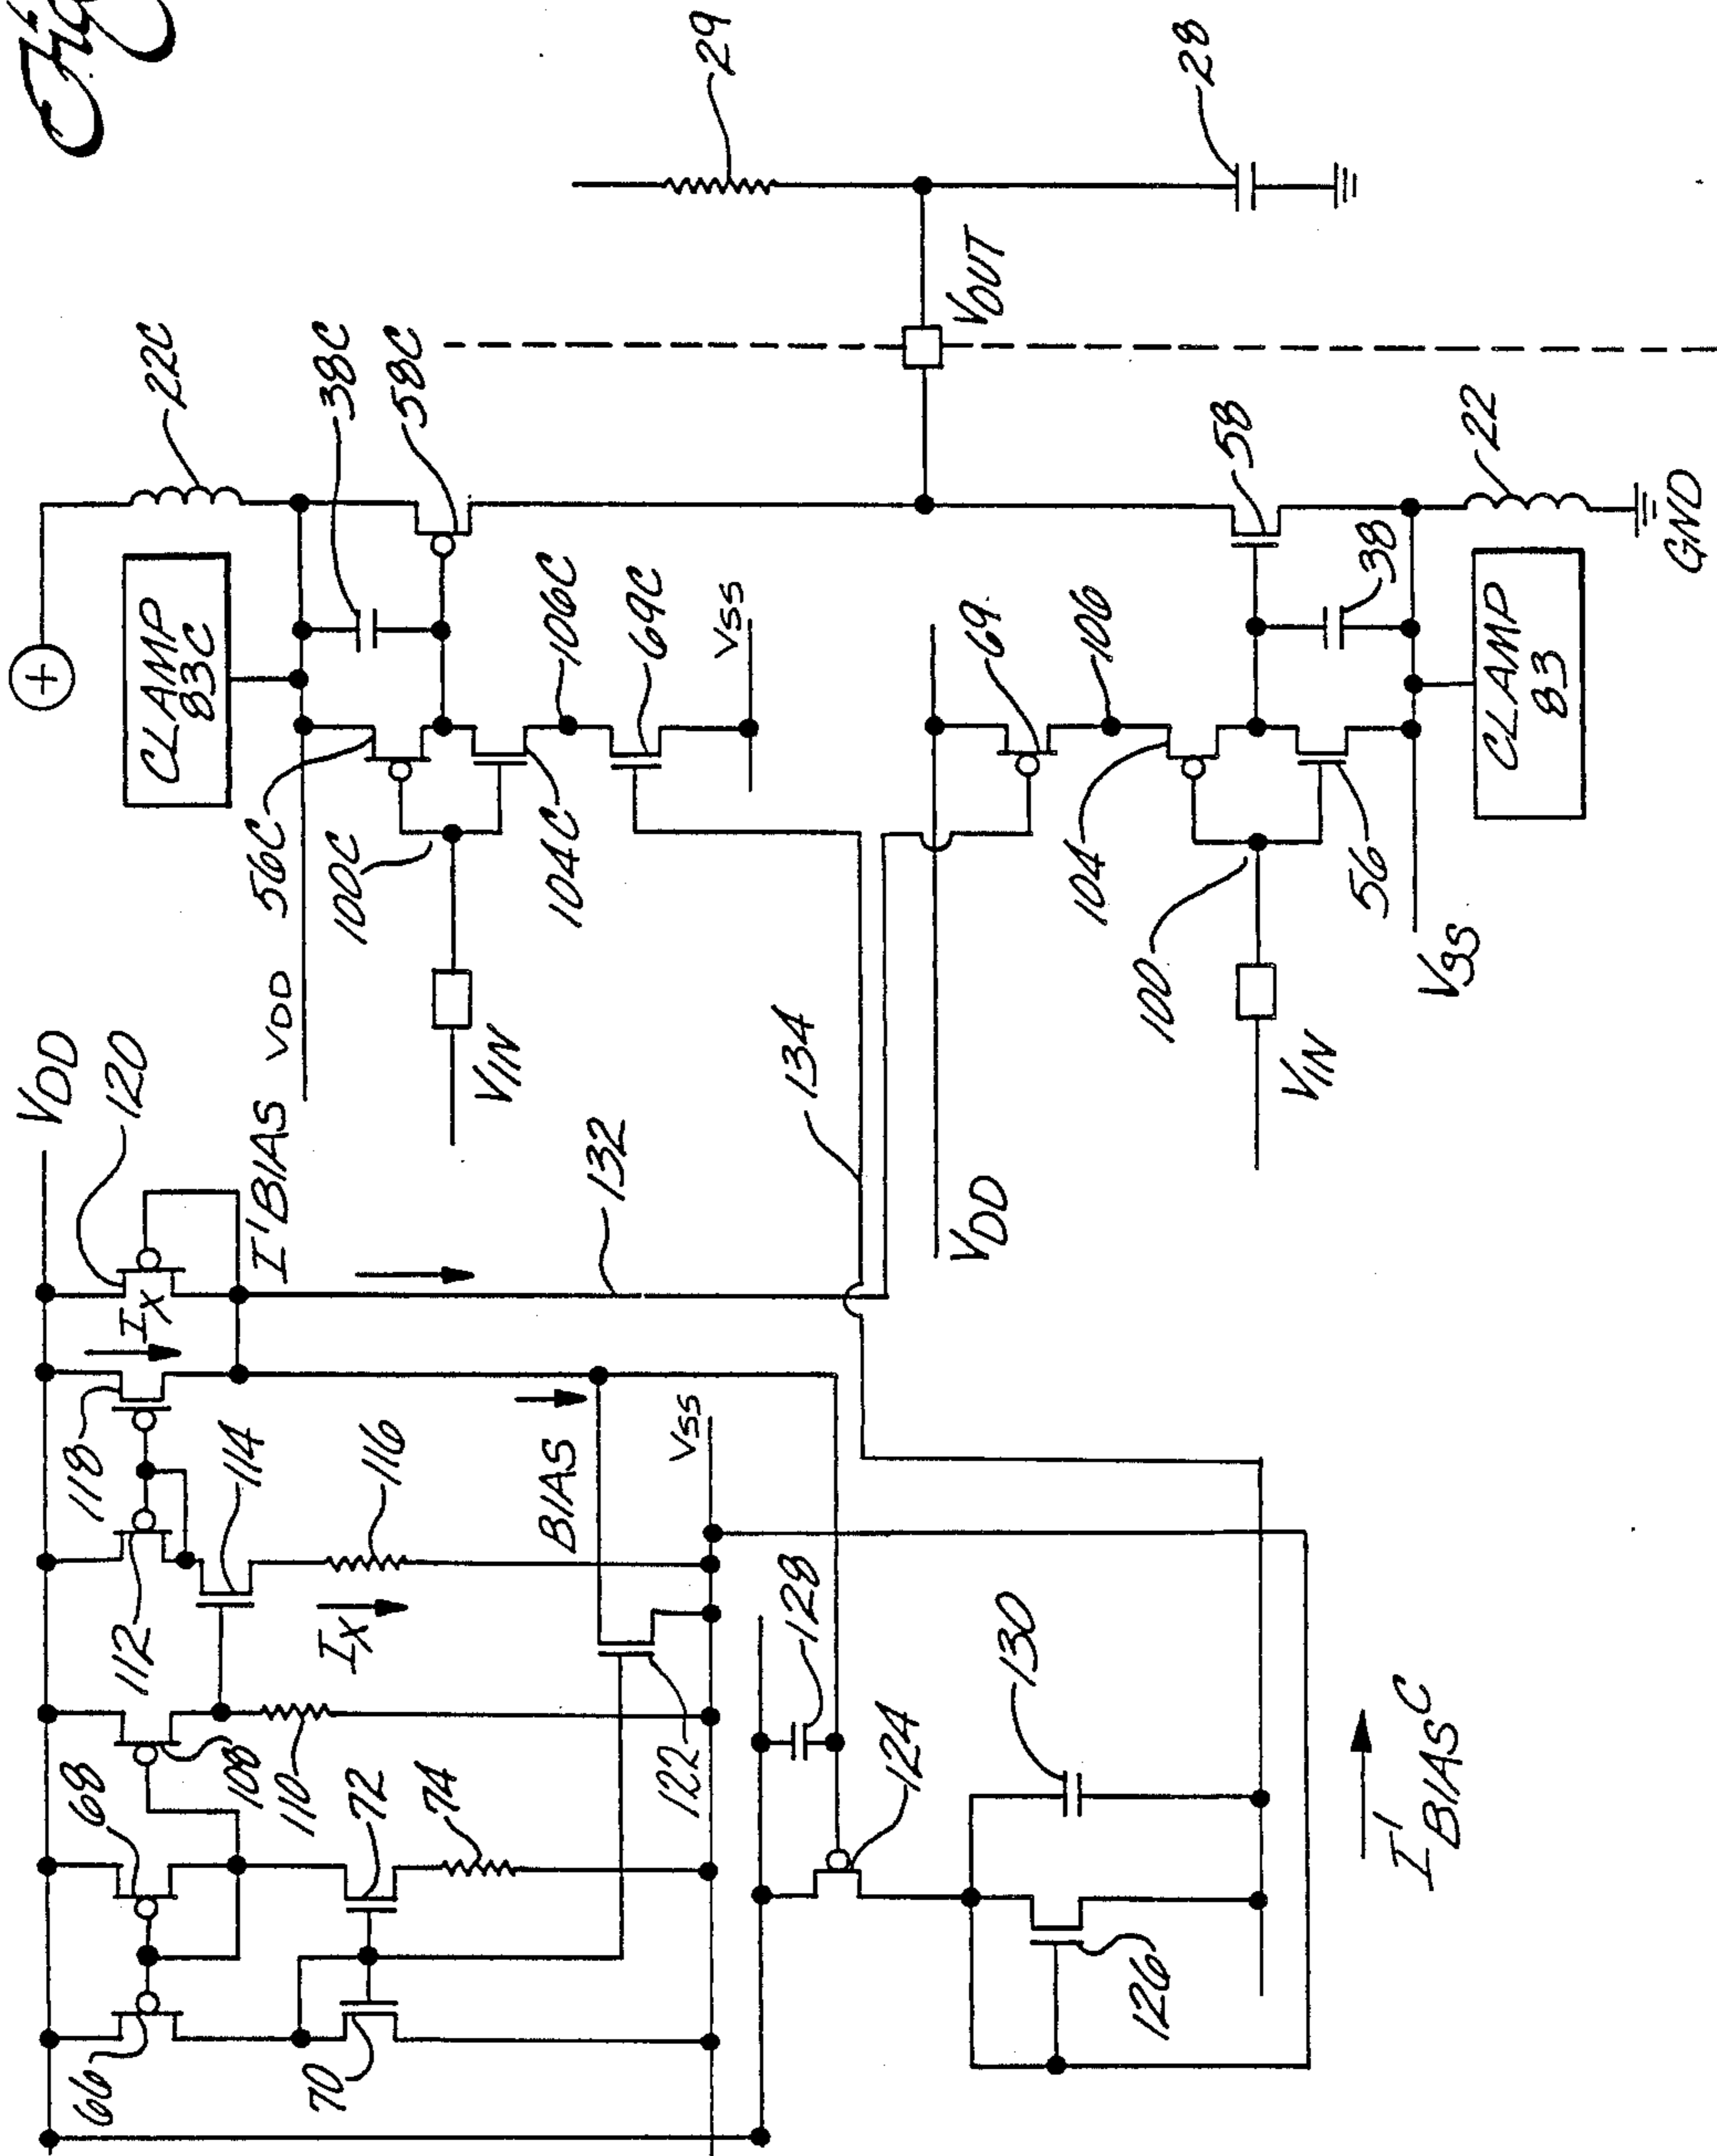 Fig
VDD
120
118
112
108
68
66
IX
I'BIAS
114
116
IX
BIAS
VSS
110
72
74
70
122
128
124
130
126
I'BIASC
132
134
VDD
56C
100C
VIN
104C
CLAMP
83C
22C
38C
58C
106C
69C
VSS
VDD
69
106
104
100
VIN
56
VSS
58
38
22
CLAMP
83
GND
VOUT
29
28